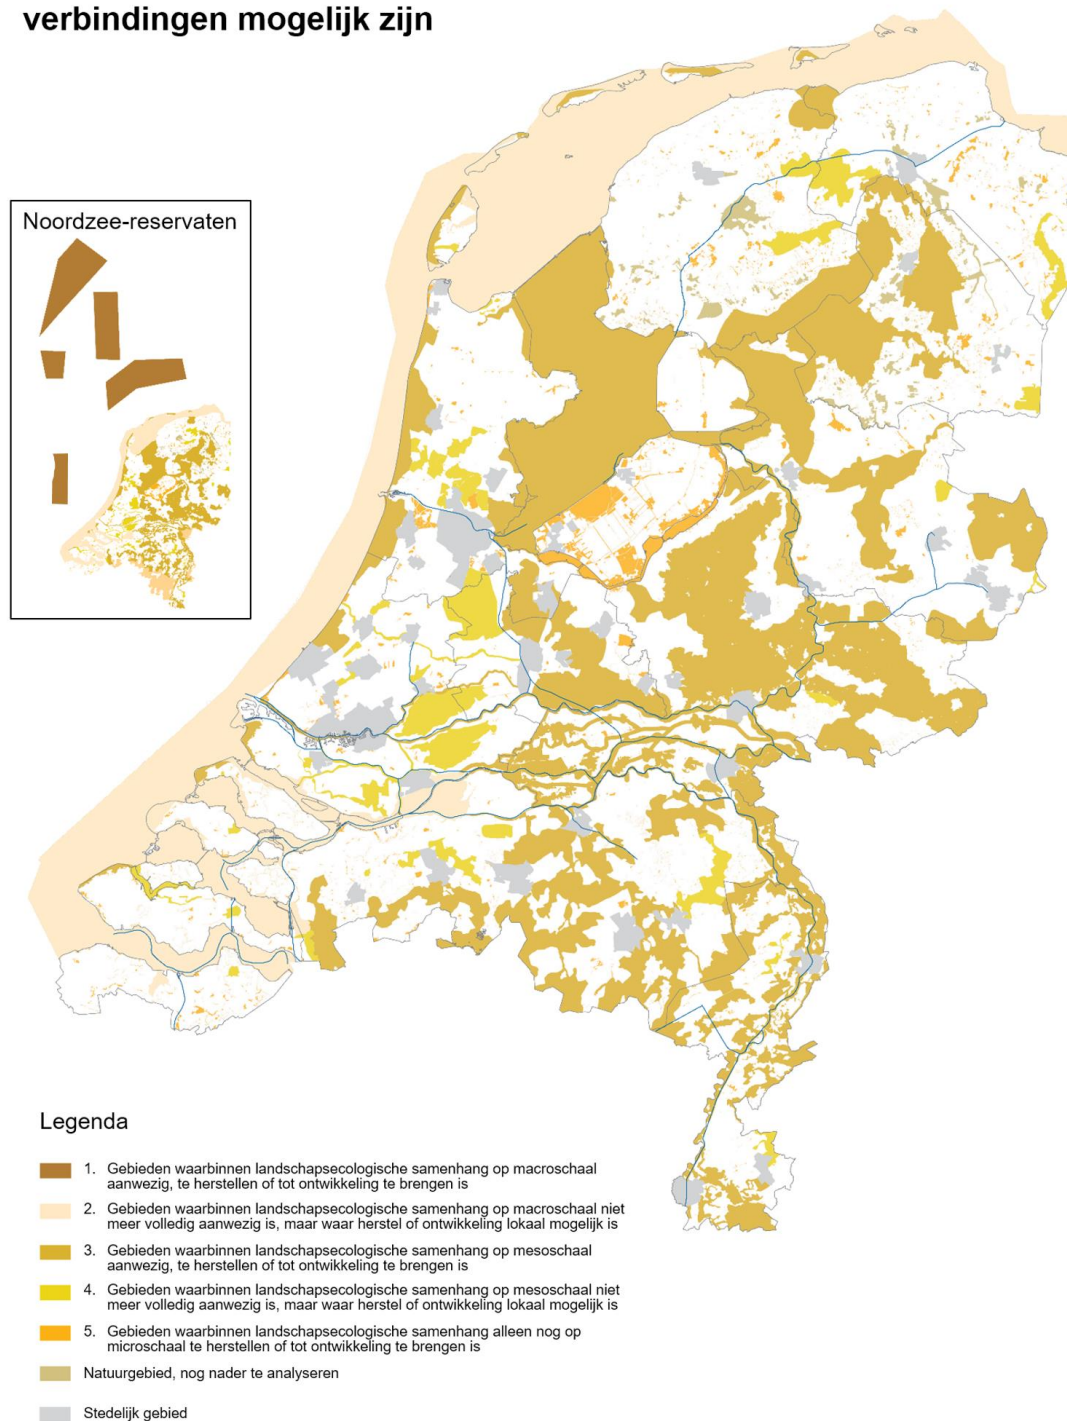 verbindingen mogelijk zijn
Noordzee-reservaten
Legenda
1. Gebieden waarbinnen landschapsecologische samenhang op macroschaal
aanwezig, te herstellen of tot ontwikkeling te brengen is
2. Gebieden waarbinnen landschapsecologische samenhang op macroschaal niet
meer volledig aanwezig is, maar waar herstel of ontwikkeling lokaal mogelijk is
3. Gebieden waarbinnen landschapsecologische samenhang op mesoschaal
aanwezig, te herstellen of tot ontwikkeling te brengen is
4. Gebieden waarbinnen landschapsecologische samenhang op mesoschaal niet
meer volledig aanwezig is, maar waar herstel of ontwikkeling lokaal mogelijk is
5. Gebieden waarbinnen landschapsecologische samenhang alleen nog op
microschaal te herstellen of tot ontwikkeling te brengen is
Natuurgebied, nog nader te analyseren
Stedelijk gebied